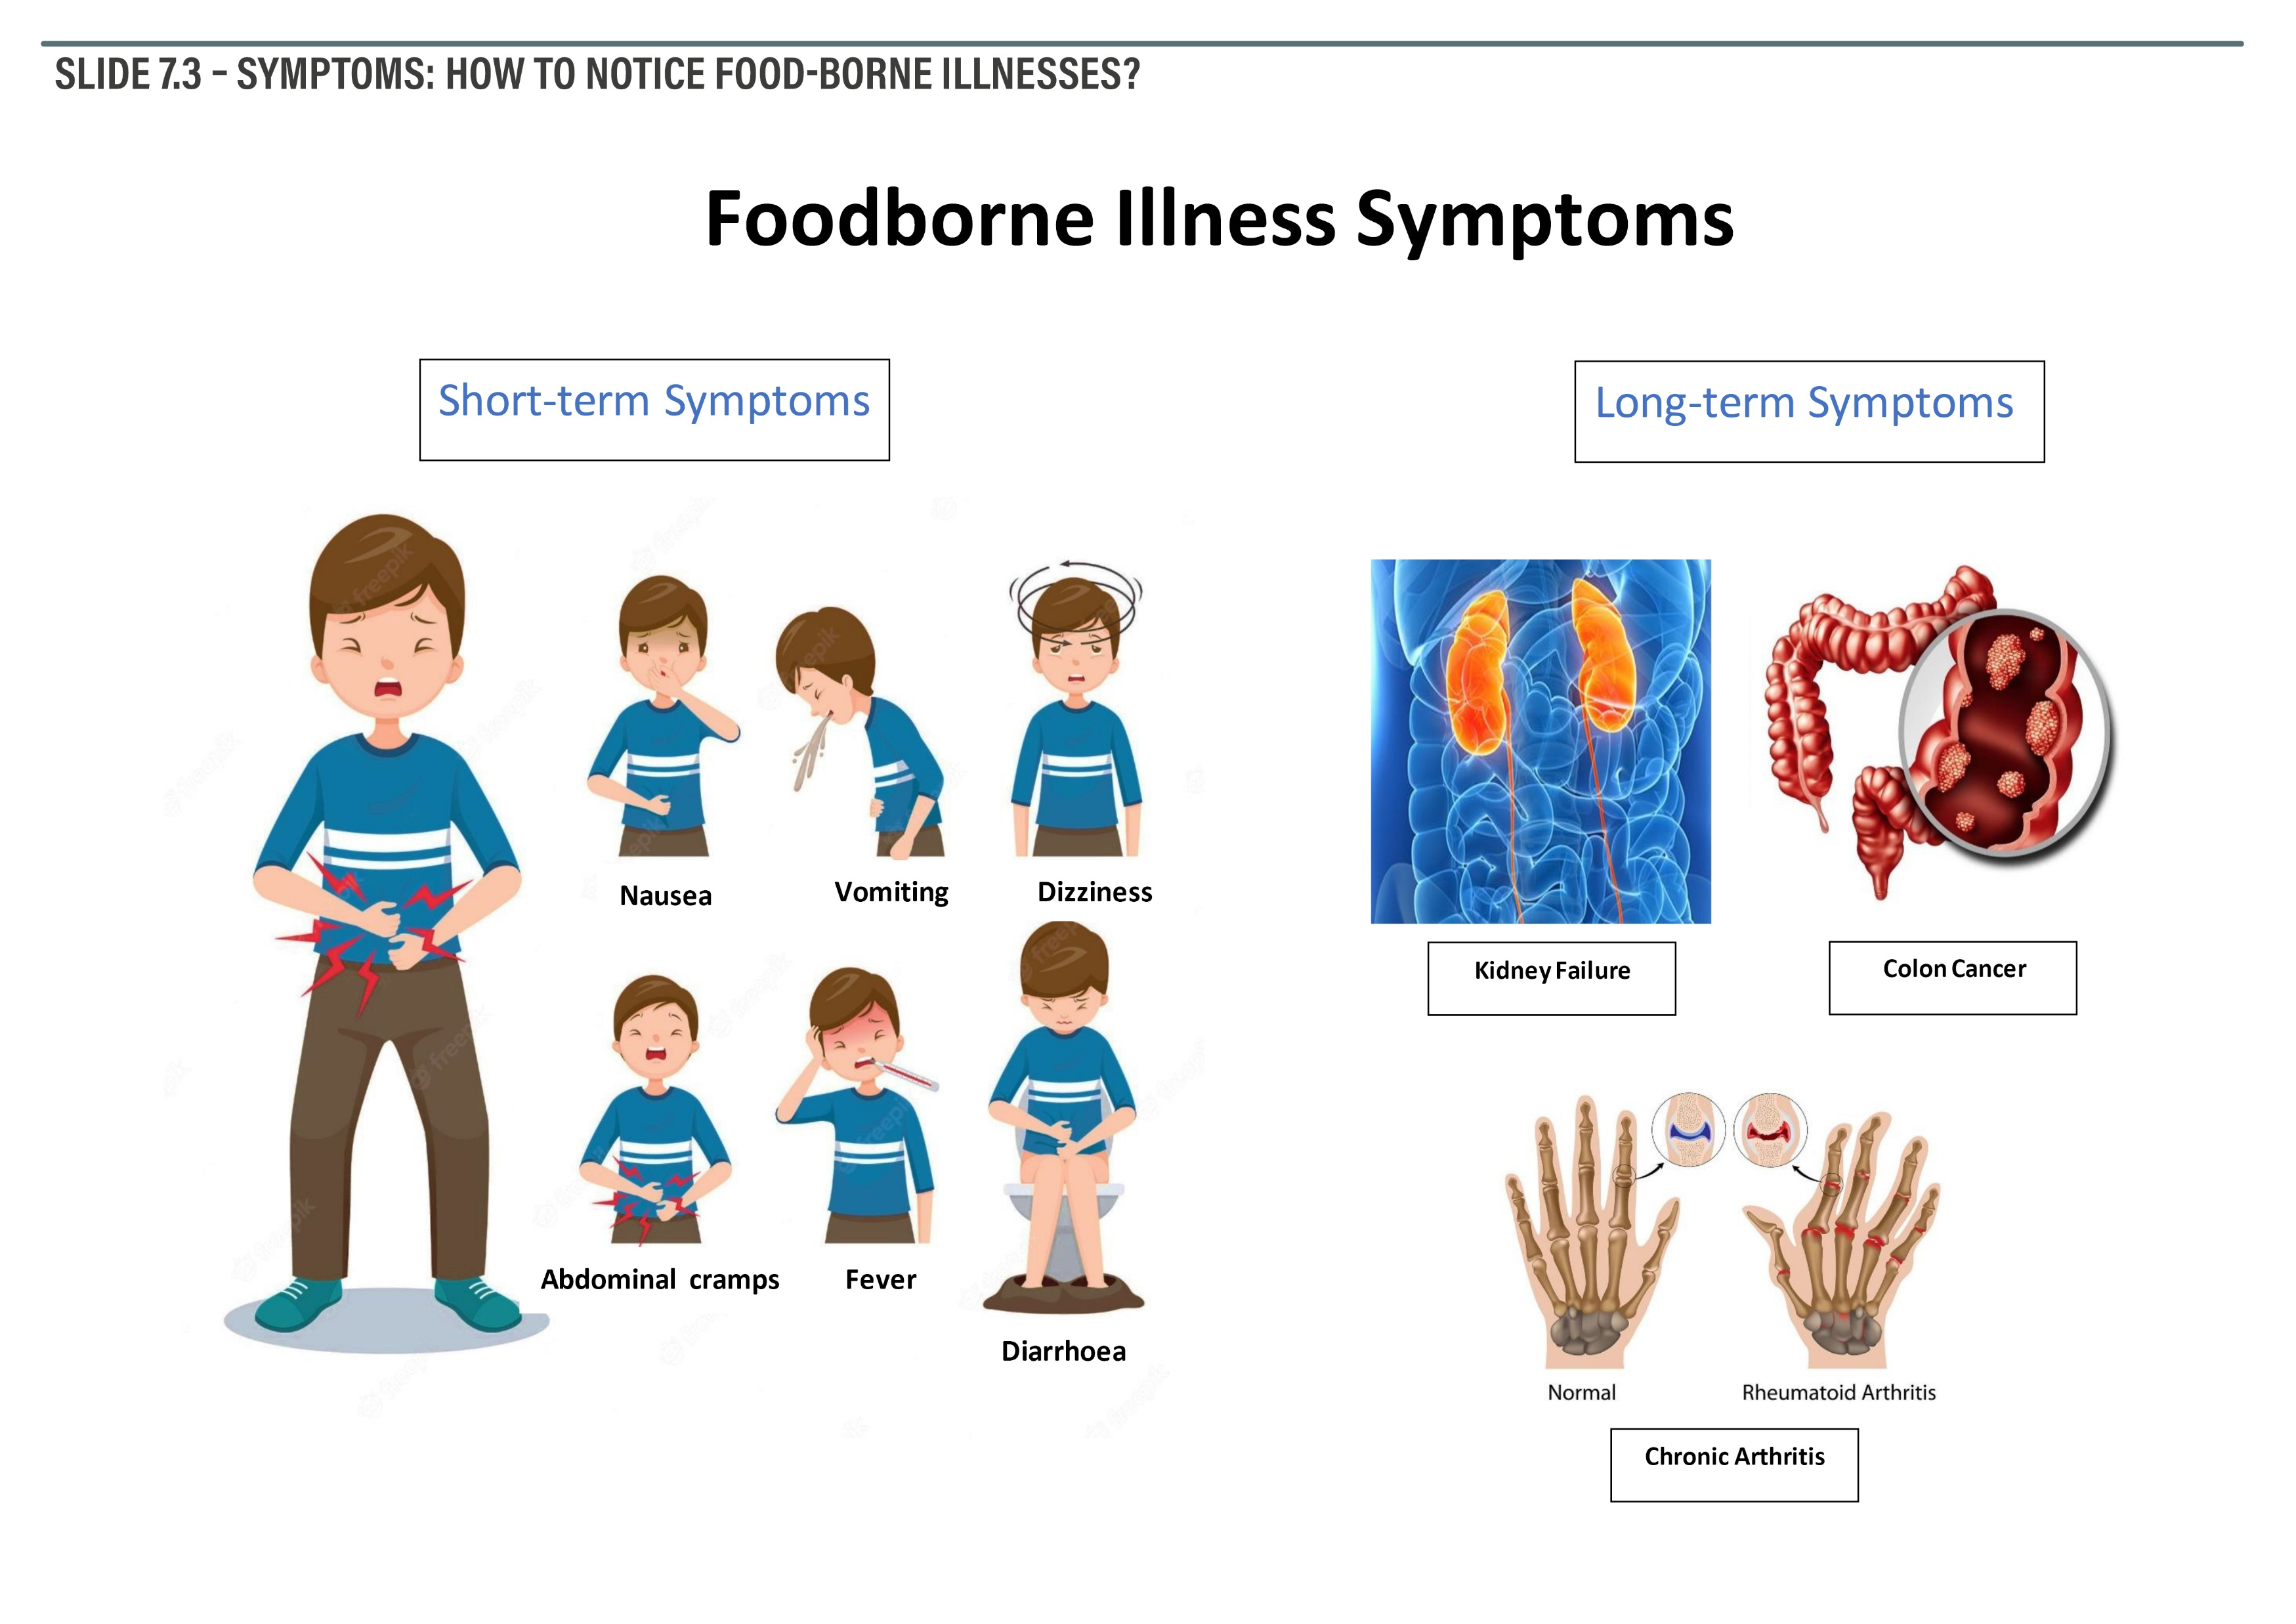 SLIDE 7.3 – SYMPTOMS: HOW TO NOTICE FOOD-BORNE ILLNESSES?
Foodborne Illness Symptoms
Short-term Symptoms
Nausea
Vomiting
Dizziness
Abdominal cramps
Fever
Diarrhoea
Long-term Symptoms
Kidney Failure
Colon Cancer
Normal
Rheumatoid Arthritis
Chronic Arthritis
freepik